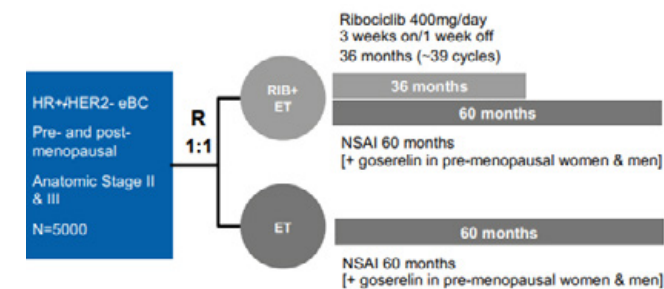 Ribociclib 400mg/day
3 weeks on/1 week off
36 months (~39 cycles)
HR+/HER2- eBC
Pre- and post-
menopausal
Anatomic Stage II
& III
N=5000
R
1:1
RIB+
ET
36 months
60 months
NSAI 60 months
[+ goserelin in pre-menopausal women & men]
ET
60 months
NSAI 60 months
[+ goserelin in pre-menopausal women & men]